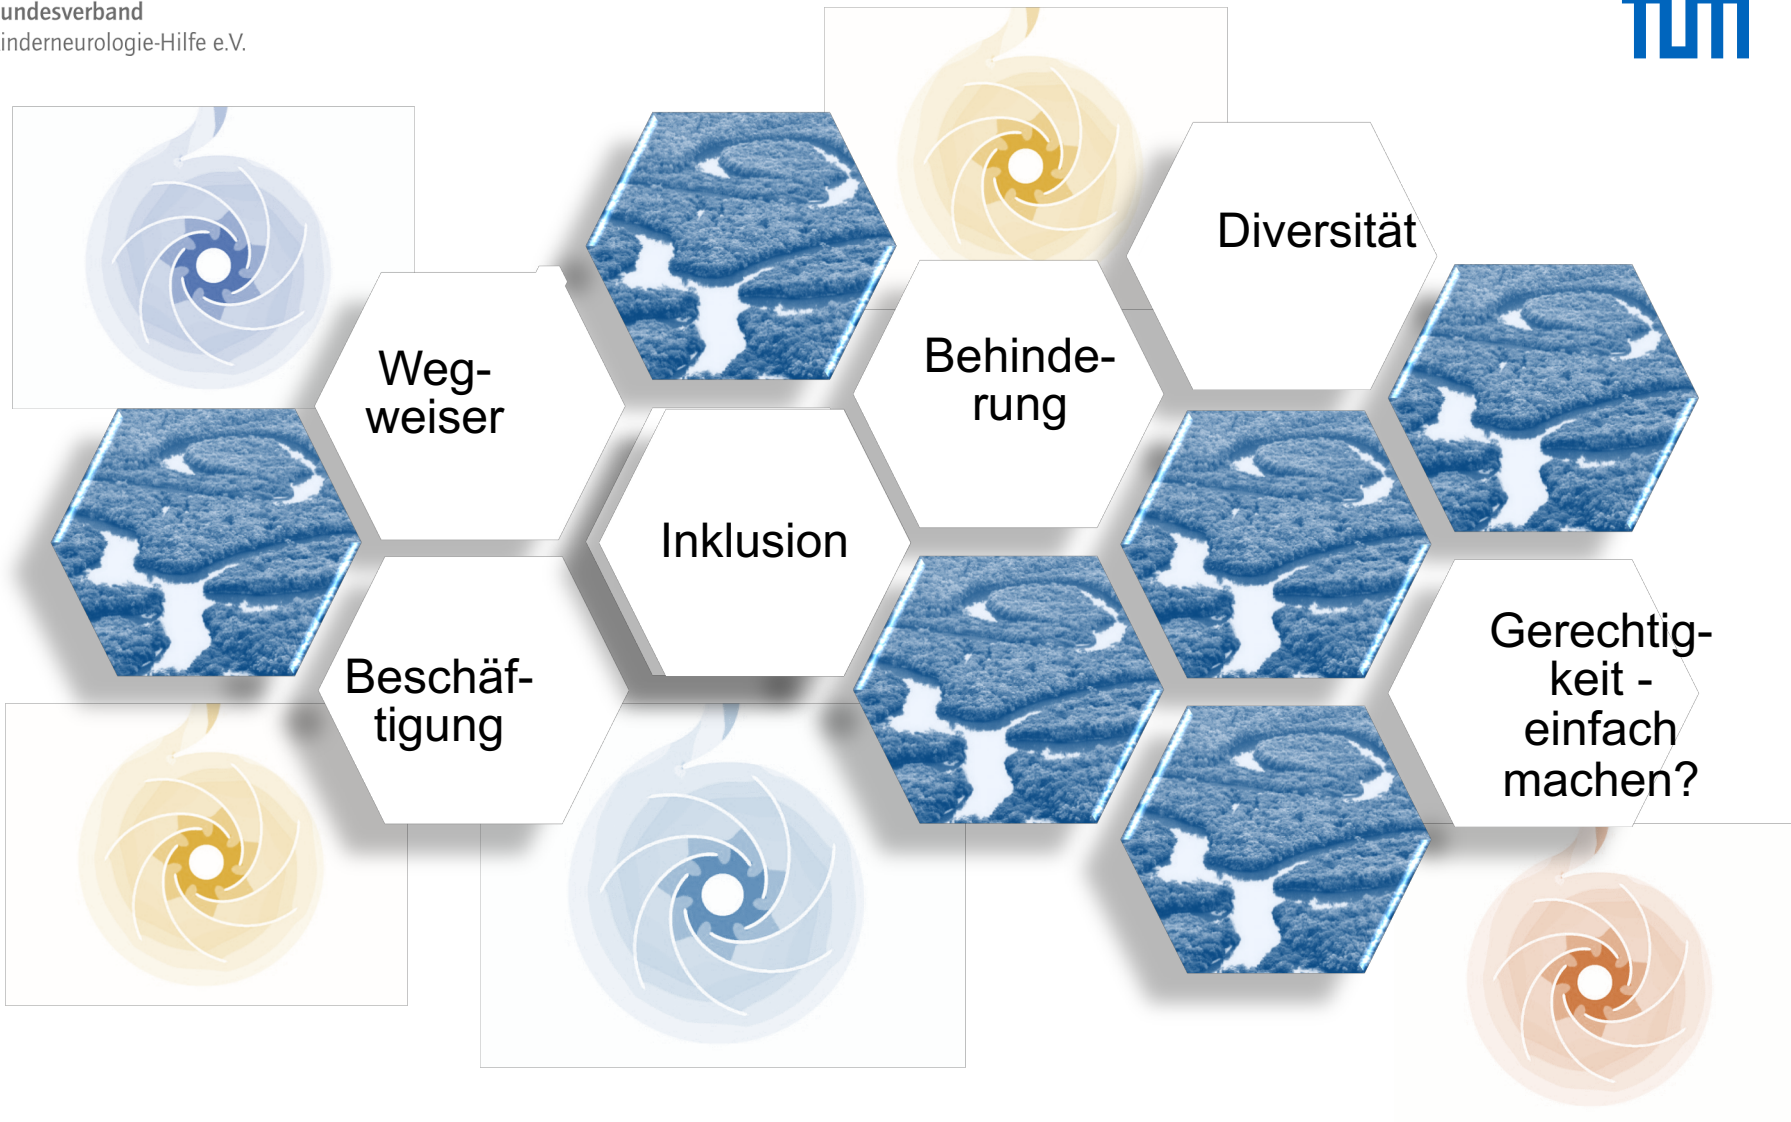 undesverband
inderneurologie-Hilfe e.V.
TUM
Diversität
Behinde-
rung
Weg-
weiser
Inklusion
Beschäf-
tigung
Gerechtig-
keit -
einfach
machen?